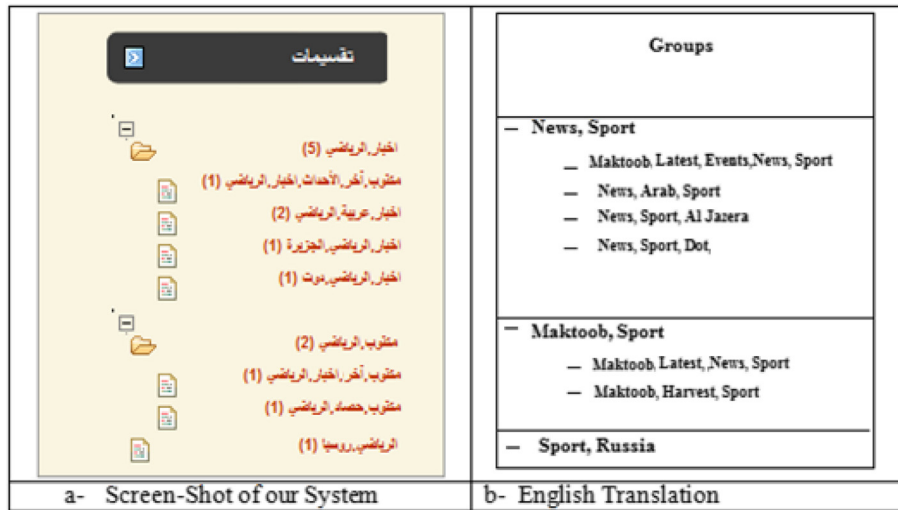 تقسيمات
اخبار,الرياضي (5)
مكتوب,أخر,الأحداث,اخبار,الرياضي (1)
اخبار,عربية,الرياضي (2)
اخبار,الرياضي,الجزيرة (1)
اخبار,الرياضي,دوت (1)
مكتوب,الرياضي (2)
مكتوب,أخر,اخبار,الرياضي (1)
مكتوب,حصاد,الرياضي (1)
الرياضي,روسيا (1)
a- Screen-Shot of our System
Groups
— News, Sport
— Maktoob, Latest, Events,News, Sport
— News, Arab, Sport
— News, Sport, Al Jazera
— News, Sport, Dot,
— Maktoob, Sport
— Maktoob, Latest, ,News, Sport
— Maktoob, Harvest, Sport
— Sport, Russia
b- English Translation